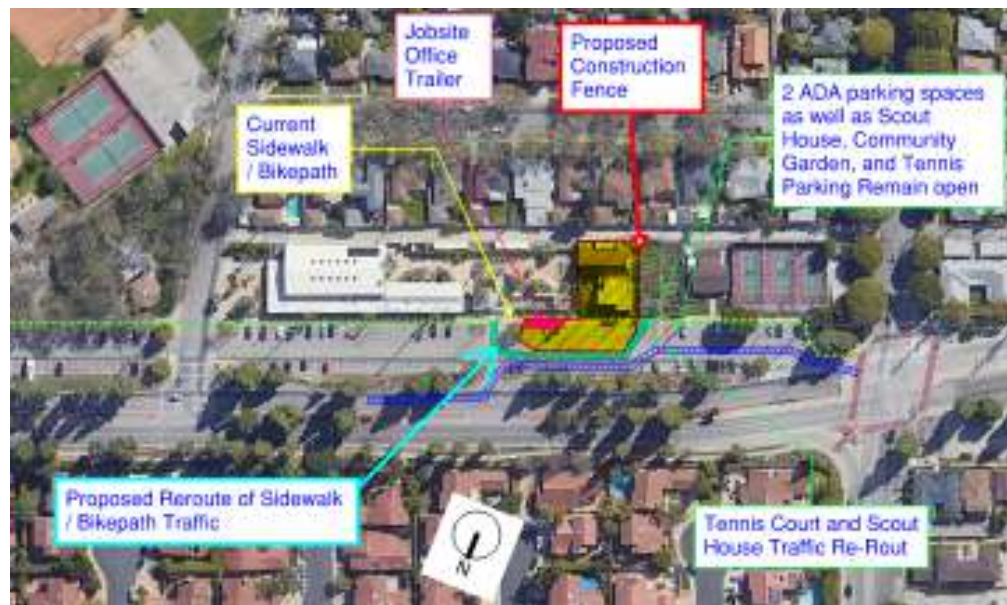 Jobsite
Office
Trailer
Proposed
Construction
Fence
2 ADA parking spaces
as well as Scout
House, Community
Garden, and Tennis
Parking Remain open
Current
Sidewalk
/ Bikepath
Proposed Reroute of Sidewalk
/ Bikepath Traffic
N
Tennis Court and Scout
House Traffic Re-Rout